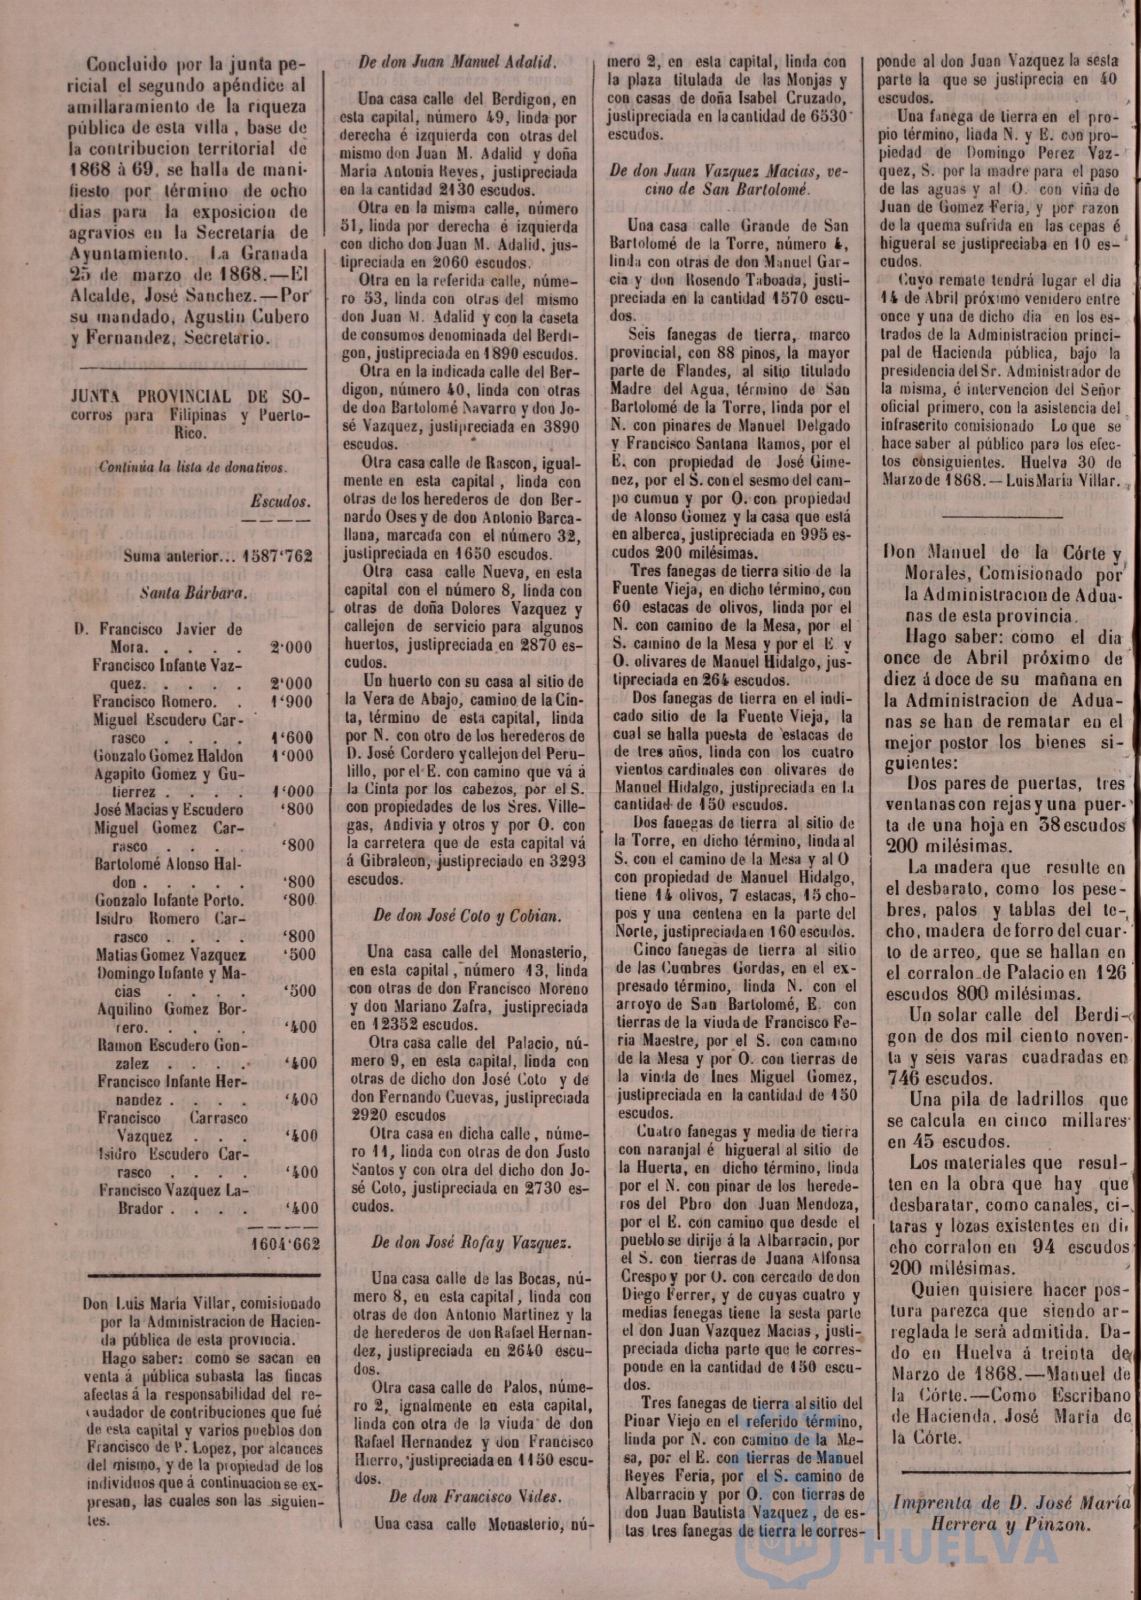 Concluido por la junta pe-
ricial el segundo apéndice al
amillaramiento de la riqueza
pública de esta villa, base de
la contribucion territorial de
1868 à 69, se halla de mani-
fiesto por término de ocho
dias para la exposicion de
agravios en la Secretaría de
Ayuntamiento. La Granada
25 de marzo de 1868.—El
Alcalde, José Sanchez.—Por
su mandado, Agustin Cubero
y Fernandez, Secretario.
JUNTA PROVINCIAL DE SO-
corros para Filipinas y Puerto-
Rico.
Continúa la lista de donativos.
Escudos.
Suma anterior... 1587‘762
Santa Bárbara.
D. Francisco Javier de
Mora. . . . . 2‘000
Francisco Infante Vaz-
quez. . . . . 2‘000
Francisco Romero. . 1‘900
Miguel Escudero Car-
rasco . . . . 1‘600
Gonzalo Gomez Haldon 1‘000
Agapito Gomez y Gu-
tierrez . . . . 1‘000
José Macias y Escudero ‘800
Miguel Gomez Car-
rasco . . . . ‘800
Bartolomé Alonso Hal-
don . . . . . ‘800
Gonzalo Infante Porto. ‘800
Isidro Romero Car-
rasco . . . . ‘800
Matias Gomez Vazquez ‘500
Domingo Infante y Ma-
cias . . . . ‘500
Aquilino Gomez Bor-
rero. . . . . ‘400
Ramon Escudero Gon-
zalez . . . . ‘400
Francisco Infante Her-
nandez . . . . ‘400
Francisco Carrasco
Vazquez . . . ‘400
Isidro Escudero Car-
rasco . . . . ‘400
Francisco Vazquez La-
Brador . . . . ‘400
1604‘662
Don Luis Maria Villar, comisionado
por la Administracion de Hacien-
da pública de esta provincia.
Hago saber: como se sacan en
venta á pública subasta las fincas
afectas á la responsabilidad del re-
caudador de contribuciones que fué
de esta capital y varios pueblos don
Francisco de P. Lopez, por alcances
del mismo, y de la propiedad de los
individuos que á continuacion se ex-
presan, las cuales son las siguien-
tes.
De don Juan Manuel Adalid.
Una casa calle del Berdigon, en
esta capital, número 49, linda por
derecha é izquierda con otras del
mismo don Juan M. Adalid y doña
Maria Antonia Reyes, justipreciada
en la cantidad 2130 escudos.
Otra en la misma calle, número
51, linda por derecha é izquierda
con dicho don Juan M. Adalid, jus-
tipreciada en 2060 escudos.
Otra en la referida calle, núme-
ro 53, linda con otras del mismo
don Juan M. Adalid y con la caseta
de consumos denominada del Berdi-
gon, justipreciada en 1890 escudos.
Otra en la indicada calle del Ber-
digon, número 40, linda con otras
de don Bartolomé Navarro y don Jo-
sé Vazquez, justipreciada en 3890
escudos.
Otra casa calle de Rascon, igual-
mente en esta capital, linda con
otras de los herederos de don Ber-
nardo Oses y de don Antonio Barca-
llana, marcada con el número 32,
justipreciada en 1650 escudos.
Otra casa calle Nueva, en esta
capital con el número 8, linda con
otras de doña Dolores Vazquez y
callejon de servicio para algunos
huertos, justipreciada en 2870 es-
cudos.
Un huerto con su casa al sitio de
la Vera de Abajo, camino de la Cin-
ta, término de esta capital, linda
por N. con otro de los herederos de
D. José Cordero y callejon del Peru-
lillo, por el E. con camino que vá á
la Cinta por los cabezos, por el S.
con propiedades de los Sres. Ville-
gas, Andivia y otros y por O. con
la carretera que de esta capital vá
á Gibraleon, justipreciado en 3293
escudos.
De don José Coto y Cobian.
Una casa calle del Monasterio,
en esta capital, número 13, linda
con otras de don Francisco Moreno
y don Mariano Zafra, justipreciada
en 12352 escudos.
Otra casa calle del Palacio, nú-
mero 9, en esta capital, linda con
otras de dicho don José Coto y de
don Fernando Cuevas, justipreciada
2920 escudos
Otra casa en dicha calle, núme-
ro 11, linda con otras de don Justo
Santos y con otra del dicho don Jo-
sé Coto, justipreciada en 2730 es-
cudos.
De don José Rofay Vazquez.
Una casa calle de las Bocas, nú-
mero 8, en esta capital, linda con
otras de don Antonio Martinez y la
de herederos de don Rafael Hernan-
dez, justipreciada en 2640 escu-
dos.
Otra casa calle de Palos, núme-
ro 2, ignalmente en esta capital,
linda con otra de la viuda de don
Rafael Hernandez y don Francisco
Hierro, justipreciada en 1150 escu-
dos.
De don Francisco Vides.
Una casa calle Monasterio, nú-
mero 2, en esta capital, linda con
la plaza titulada de las Monjas y
con casas de doña Isabel Cruzado,
justipreciada en la cantidad de 6530
escudos.
De don Juan Vazquez Macias, ve-
cino de San Bartolomé.
Una casa calle Grande de San
Bartolomé de la Torre, número 4,
linda con otras de don Manuel Gar-
cia y don Rosendo Taboada, justi-
preciada en la cantidad 1570 escu-
dos.
Seis fanegas de tierra, marco
provincial, con 88 pinos, la mayor
parte de Flandes, al sitio titulado
Madre del Agua, término de San
Bartolomé de la Torre, linda por el
N. con pinares de Manuel Delgado
y Francisco Santana Ramos, por el
E. con propiedad de José Gime-
nez, por el S. con el sesmo del cam-
po cumun y por O. con propiedad
de Alonso Gomez y la casa que está
en alberca, justipreciada en 995 es-
cudos 200 milésimas.
Tres fanegas de tierra sitio de la
Fuente Vieja, en dicho término, con
60 estacas de olivos, linda por el
N. con camino de la Mesa, por el
S. camino de la Mesa y por el E y
O. olivares de Manuel Hidalgo, jus-
tipreciada en 264 escudos.
Dos fanegas de tierra en el indi-
cado sitio de la Fuente Vieja, la
cual se halla puesta de estacas de
de tres años, linda con los cuatro
vientos cardinales con olivares de
Manuel Hidalgo, justipreciada en la
cantidad de 150 escudos.
Dos fanegas de tierra al sitio de
la Torre, en dicho término, linda al
S. con el camino de la Mesa y al O
con propiedad de Manuel Hidalgo,
tiene 14 olivos, 7 estacas, 15 cho-
pos y una centena en la parte del
Norte, justipreciada en 160 escudos.
Cinco fanegas de tierra al sitio
de las Cumbres Gordas, en el ex-
presado término, linda N. con el
arroyo de San Bartolomé, E. con
tierras de la viuda de Francisco Fe-
ria Maestre, por el S. con camino
de la Mesa y por O. con tierras de
la vinda de Ines Miguel Gomez,
justipreciada en la cantidad de 150
escudos.
Cuatro fanegas y media de tierra
con naranjal é higueral al sitio de
la Huerta, en dicho término, linda
por el N. con pinar de los herede-
ros del Pbro don Juan Mendoza,
por el E. con camino que desde el
pueblo se dirije á la Albarracin, por
el S. con tierras de Juana Alfonsa
Crespo y por O. con cercado de don
Diego Ferrer, y de cuyas cuatro y
medias fenegas tiene la sesta parte
el don Juan Vazquez Macias, justi-
preciada dicha parte que le corres-
ponde en la cantidad de 150 escu-
dos.
Tres fanegas de tierra al sitio del
Pinar Viejo en el referido término,
linda por N. con camino de la Me-
sa, por el E. con tierras de Manuel
Reyes Feria, por el S. camino de
Albarracin y por O. con tierras de
don Juan Bautista Vazquez, de es-
tas tres fanegas de tierra le corres-
ponde al don Juan Vazquez la sesta
parte la que se justiprecia en 40
escudos.
Una fanega de tierra en el pro-
pio término, linda N. y E. con pro-
piedad de Domingo Perez Vaz-
quez, S. por la madre para el paso
de las aguas y al O. con viña de
Juan de Gomez Feria, y por razon
de la quema sufrida en las cepas é
higueral se justipreciaba en 10 es-
cudos.
Cuyo remate tendrá lugar el dia
14 de Abril próximo venidero entre
once y una de dicho dia en los es-
trados de la Administracion princi-
pal de Hacienda pública, bajo la
presidencia del Sr. Administrador de
la misma, é intervencion del Señor
oficial primero, con la asistencia del
infrascrito comisionado Lo que se
hace saber al público para los efec-
tos consiguientes. Huelva 30 de
Marzo de 1868.—Luis Maria Villar.
Don Manuel de la Córte y
Morales, Comisionado por
la Administracion de Adua-
nas de esta provincia.
Hago saber: como el dia
once de Abril próximo de
diez á doce de su mañana en
la Administracion de Adua-
nas se han de rematar en el
mejor postor los bienes si-
guientes:
Dos pares de puertas, tres
ventanas con rejas y una puer-
ta de una hoja en 38 escudos
200 milésimas.
La madera que resulte en
el desbarato, como los pese-
bres, palos y tablas del te-
cho, madera de forro del cuar-
to de arreo, que se hallan en
el corralon de Palacio en 126
escudos 800 milésimas.
Un solar calle del Berdi-
gon de dos mil ciento noven-
ta y seis varas cuadradas en
746 escudos.
Una pila de ladrillos que
se calcula en cinco millares
en 45 escudos.
Los materiales que resul-
ten en la obra que hay que
desbaratar, como canales, ci-
taras y lozas existentes en di-
cho corralon en 94 escudos
200 milésimas.
Quien quisiere hacer pos-
tura parezca que siendo ar-
reglada le será admitida. Da-
do en Huelva á treinta de
Marzo de 1868.—Manuel de
la Córte.—Como Escribano
de Hacienda, José María de
la Córte.
Imprenta de D. José María
Herrera y Pinzon.
HUELVA